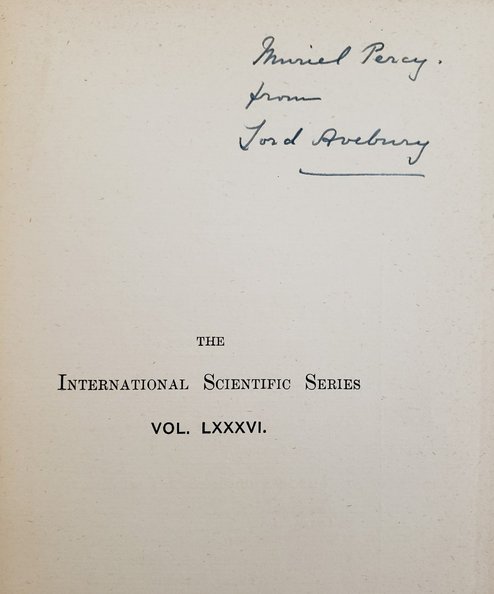 Muriel Percy.
from
Lord Avebury
THE
INTERNATIONAL SCIENTIFIC SERIES
VOL. LXXXVI.